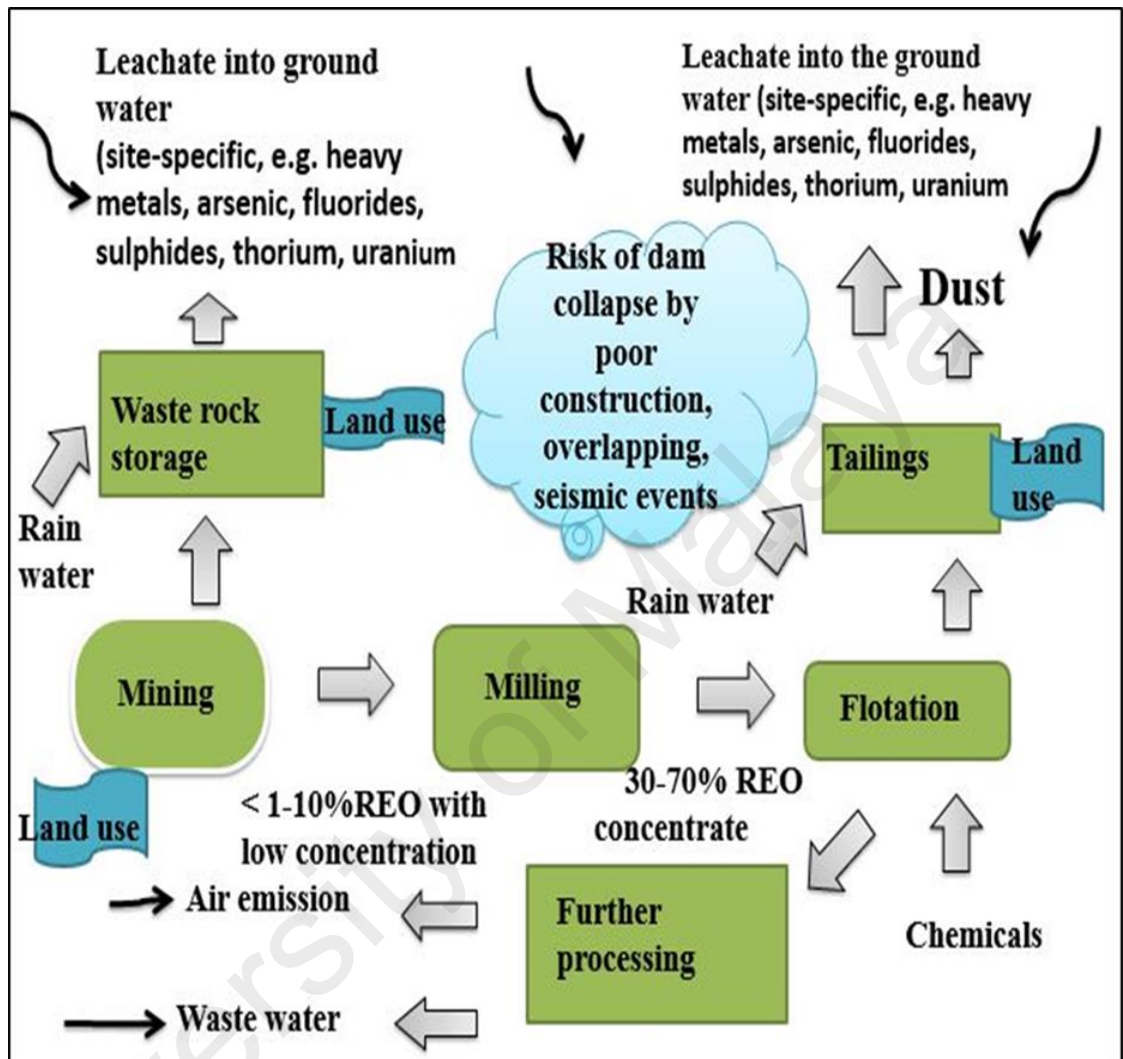 Leachate into ground
water
(site-specific, e.g. heavy
metals, arsenic, fluorides,
sulphides, thorium, uranium
Leachate into the ground
water (site-specific, e.g. heavy
metals, arsenic, fluorides,
sulphides, thorium, uranium
Risk of dam
collapse by
poor
construction,
overlapping,
seismic events
Dust
Waste rock
storage
Land use
Tailings
Land
use
Rain
water
Rain water
Mining
Milling
Flotation
Land use
< 1-10%REO with
low concentration
30-70% REO
concentrate
Air emission
Further
processing
Chemicals
Waste water
University of Malaya